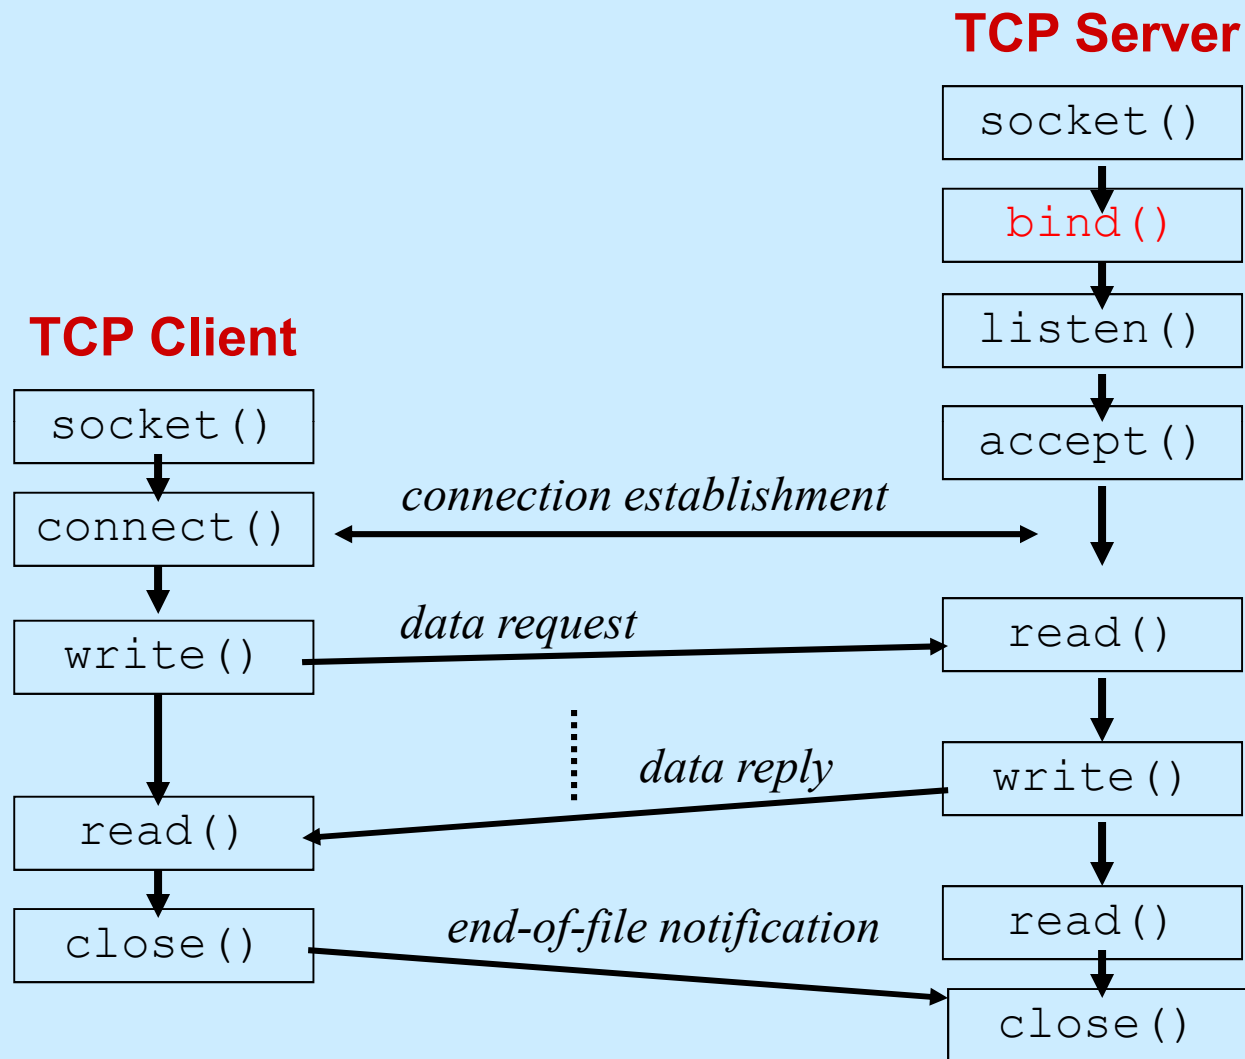 TCP Server
socket()
bind()
listen()
accept()
TCP Client
socket()
connect()
connection establishment
write()
data request
read()
data reply
write()
read()
end-of-file notification
read()
close()
close()